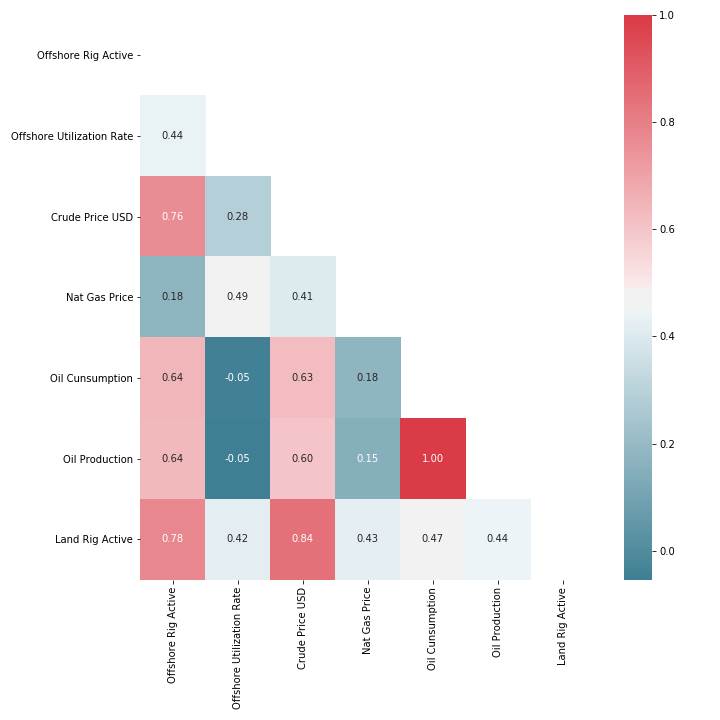 1.0
Offshore Rig Active
0.8
Offshore Utilization Rate 0.44
Crude Price USD 0.76 0.28
0.6
Nat Gas Price 0.18 0.49 0.41
0.4
Oil Cunsumption 0.64 -0.05 0.63 0.18
0.2
Oil Production 0.64 -0.05 0.60 0.15 1.00
Land Rig Active 0.78 0.42 0.84 0.43 0.47 0.44
0.0
Offshore Rig Active
Offshore Utilization Rate
Crude Price USD
Nat Gas Price
Oil Cunsumption
Oil Production
Land Rig Active